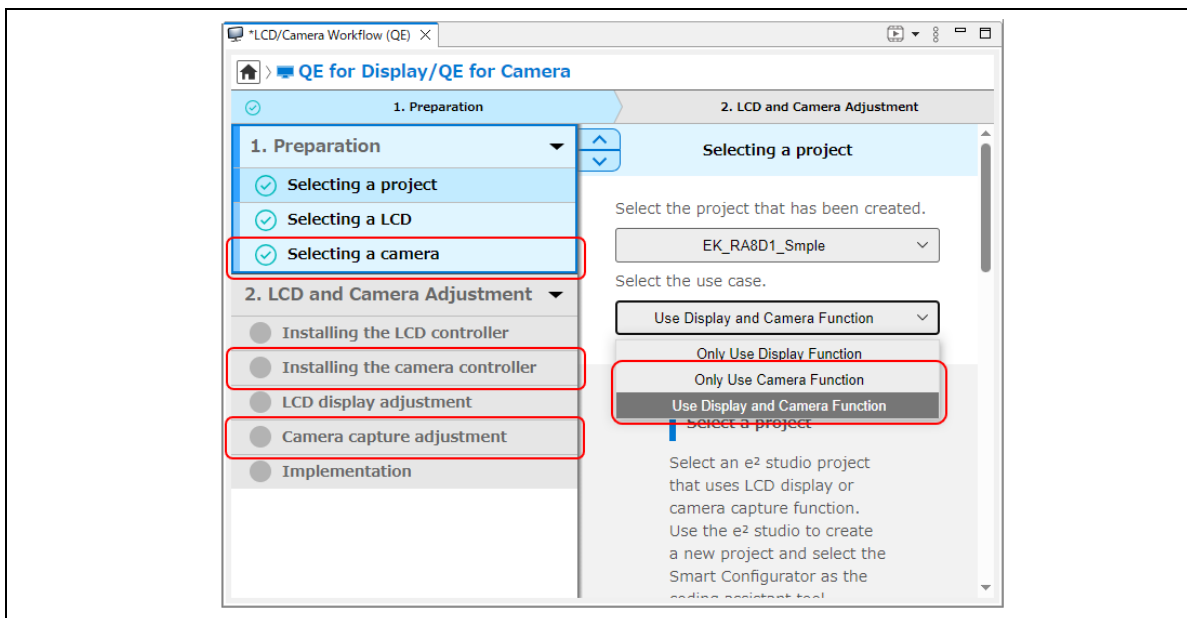 *LCD/Camera Workflow (QE)
QE for Display/QE for Camera
1. Preparation
2. LCD and Camera Adjustment
1. Preparation
Selecting a project
Selecting a LCD
Selecting a camera
2. LCD and Camera Adjustment
Installing the LCD controller
Installing the camera controller
LCD display adjustment
Camera capture adjustment
Implementation
Selecting a project
Select the project that has been created.
EK_RA8D1_Smple
Select the use case.
Use Display and Camera Function
Only Use Display Function
Only Use Camera Function
Use Display and Camera Function
Select a project
Select an e² studio project
that uses LCD display or
camera capture function.
Use the e² studio to create
a new project and select the
Smart Configurator as the
coding assistant tool